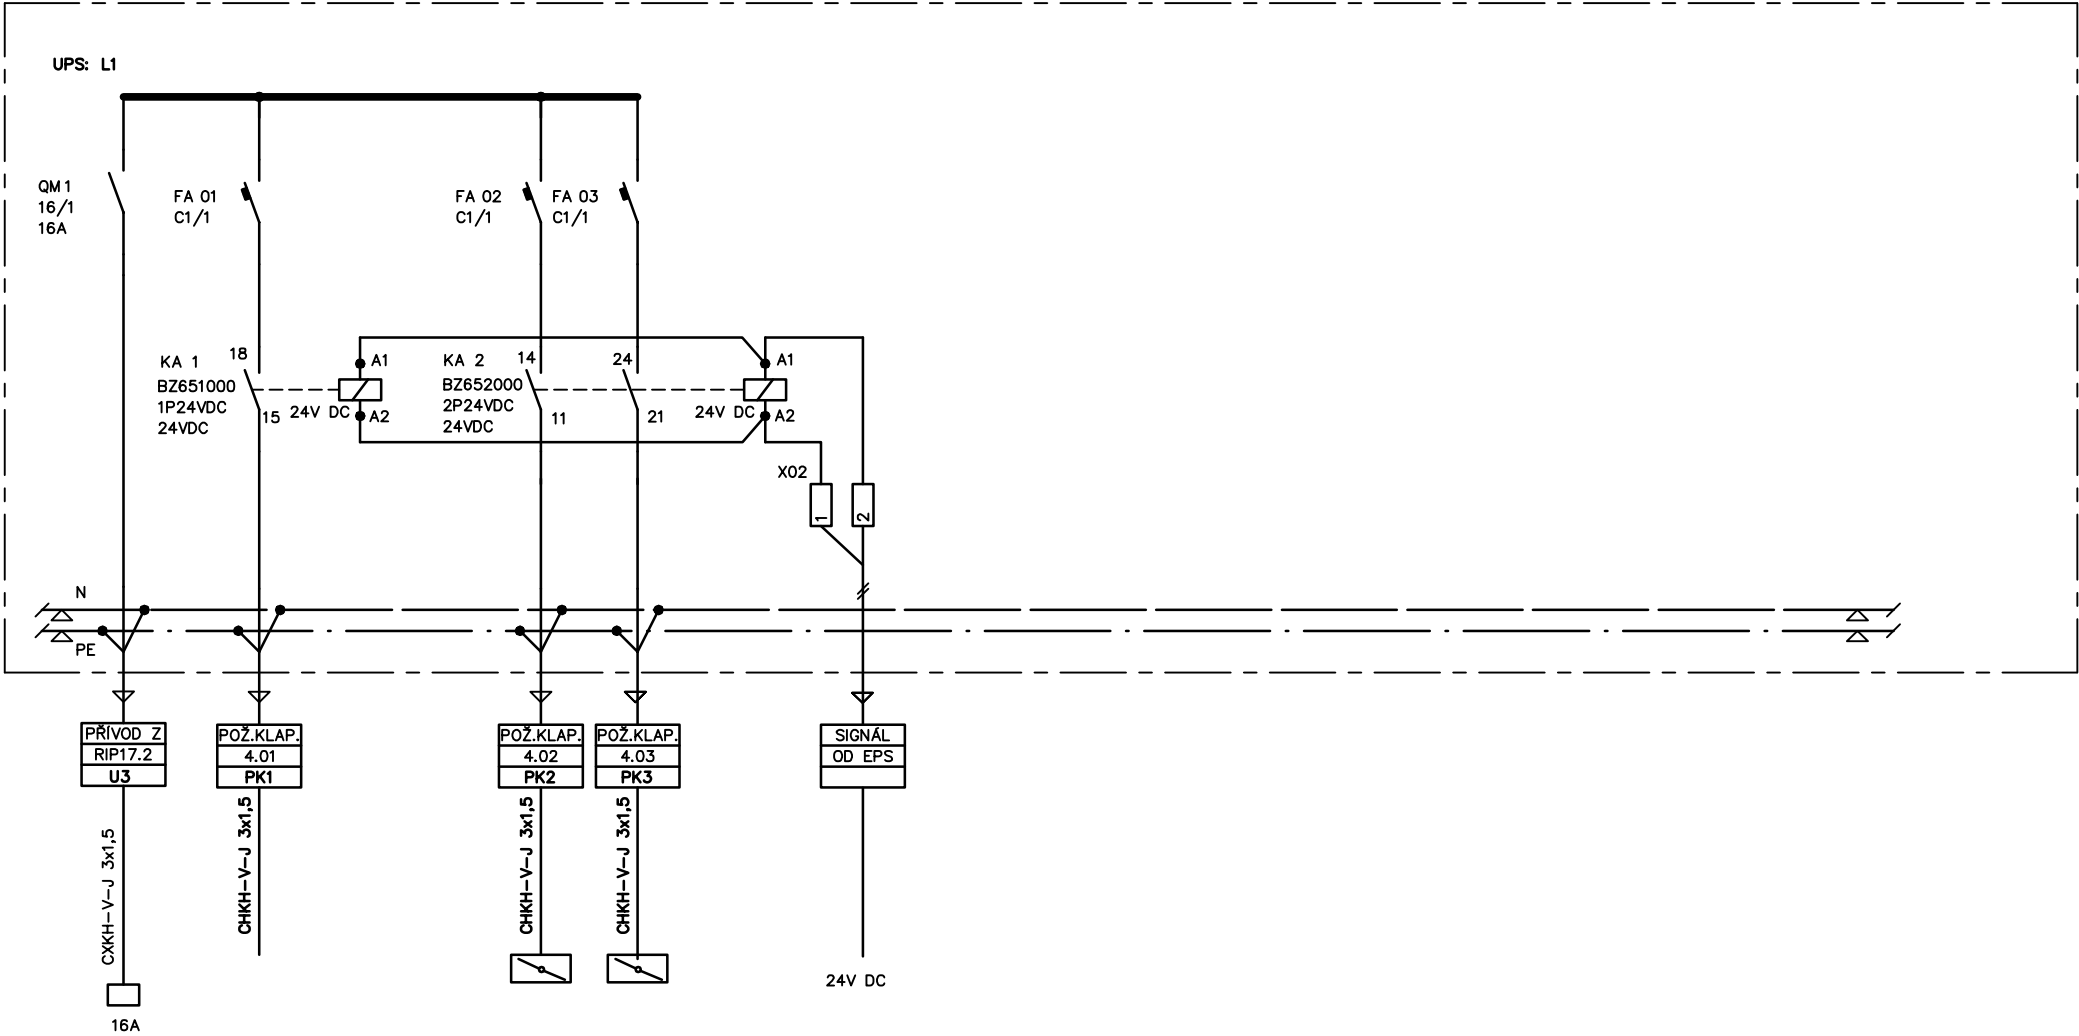 UPS: L1
QM1
16/1
16A
FA 01
C1/1
FA 02
C1/1
FA 03
C1/1
KA 1
BZ651000
1P24VDC
24VDC
18
15
24V DC
A1
A2
KA 2
BZ652000
2P24VDC
24VDC
14
11
24
21
24V DC
A1
A2
X02
1
2
N
PE
PŘÍVOD Z
RIP17.2
U3
POŽ.KLAP.
4.01
PK1
POŽ.KLAP.
4.02
PK2
POŽ.KLAP.
4.03
PK3
SIGNÁL
OD EPS
CXKH-V-J 3x1,5
CHKH-V-J 3x1,5
CHKH-V-J 3x1,5
CHKH-V-J 3x1,5
24V DC
16A